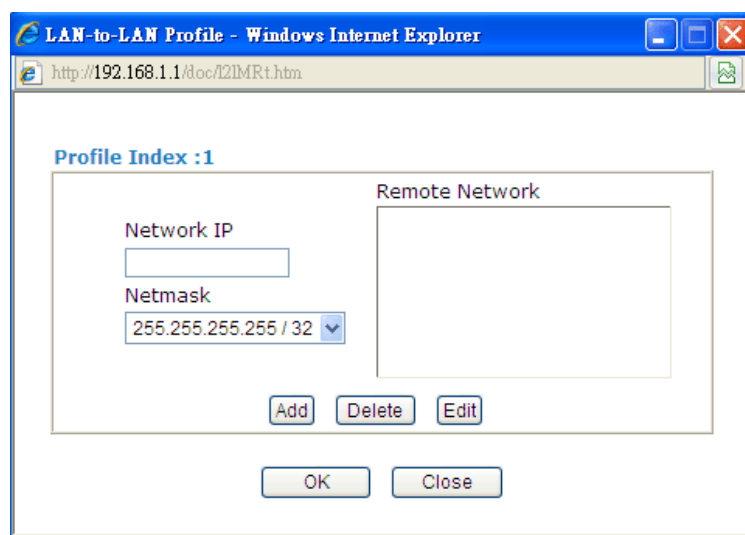 LAN-to-LAN Profile - Windows Internet Explorer
http://192.168.1.1/doc/l2lMRt.htm
Profile Index :1
Remote Network
Network IP
Netmask
255.255.255.255 / 32
Add Delete Edit
OK Close